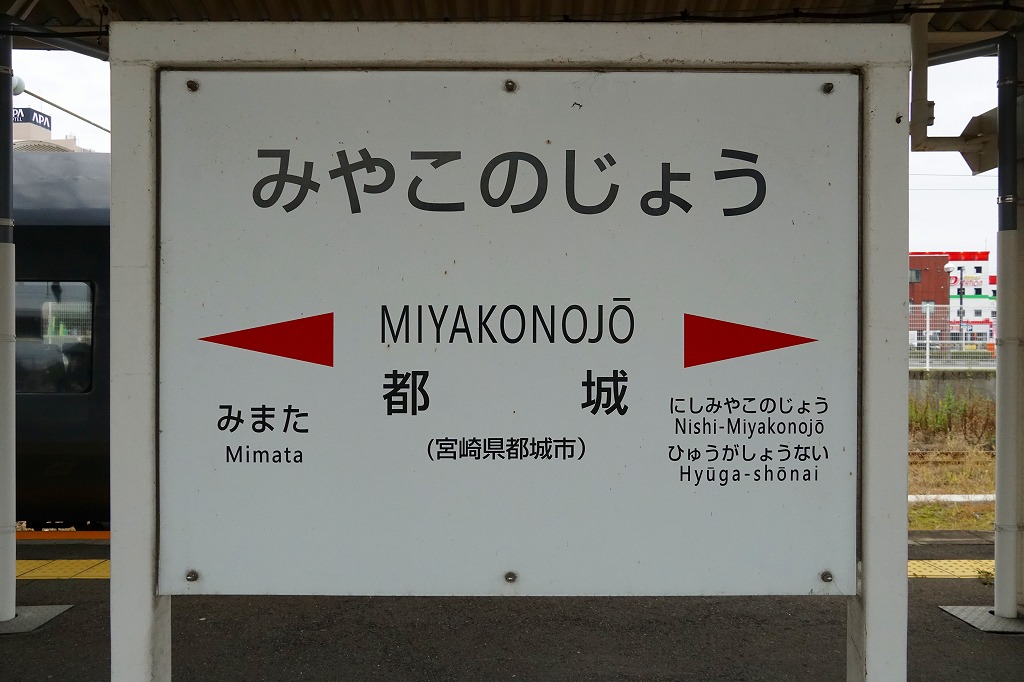 みやこのじょう
MIYAKONOJŌ
都城
(宮崎県都城市)
みまた
Mimata
にしみやこのじょう
Nishi-Miyakonojō
ひゅうがしょうない
Hyūga-shōnai
APA